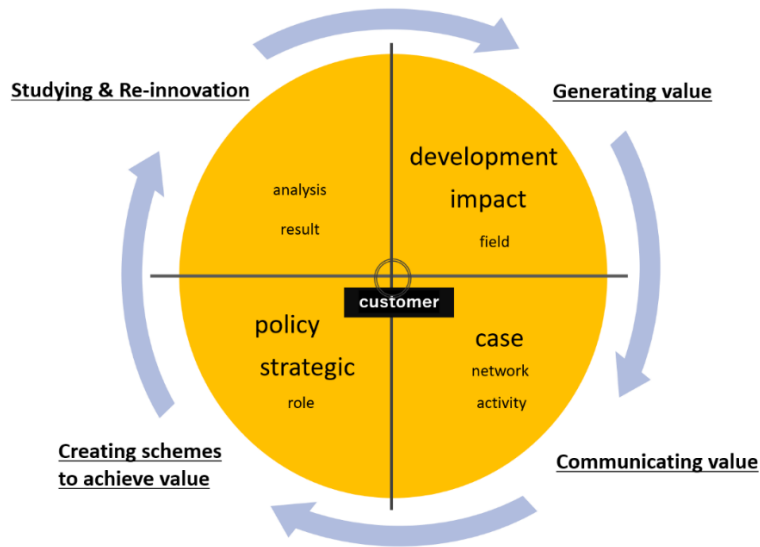 Studying & Re-innovation
Generating value
development
impact
field
analysis
result
customer
policy
strategic
role
case
network
activity
Creating schemes
to achieve value
Communicating value